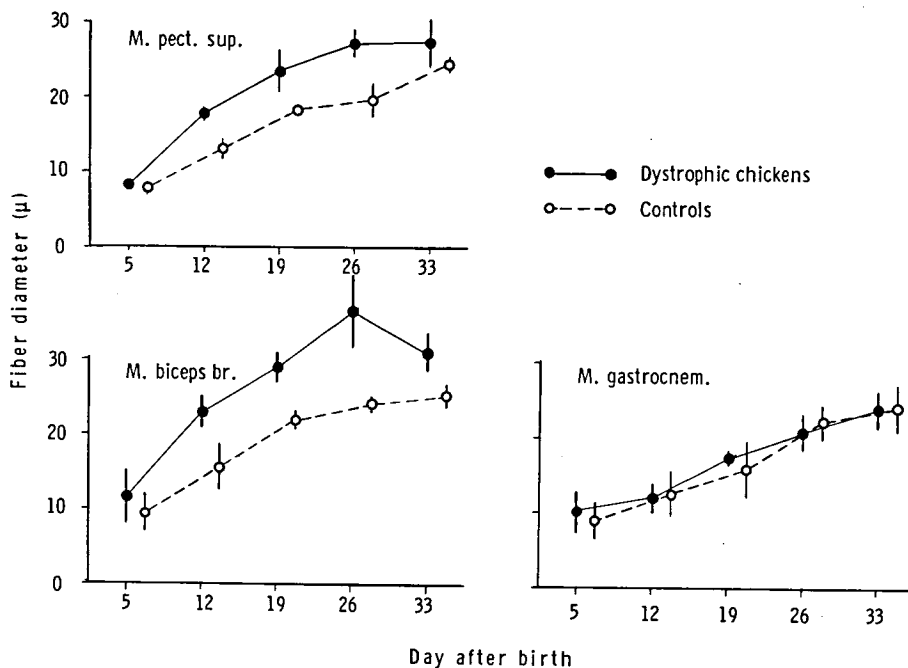 M. pect. sup.
30
20
10
0
5 12 19 26 33
Dystrophic chickens
Controls
Fiber diameter (μ)
M. biceps br.
30
20
10
0
5 12 19 26 33
M. gastrocnem.
5 12 19 26 33
Day after birth